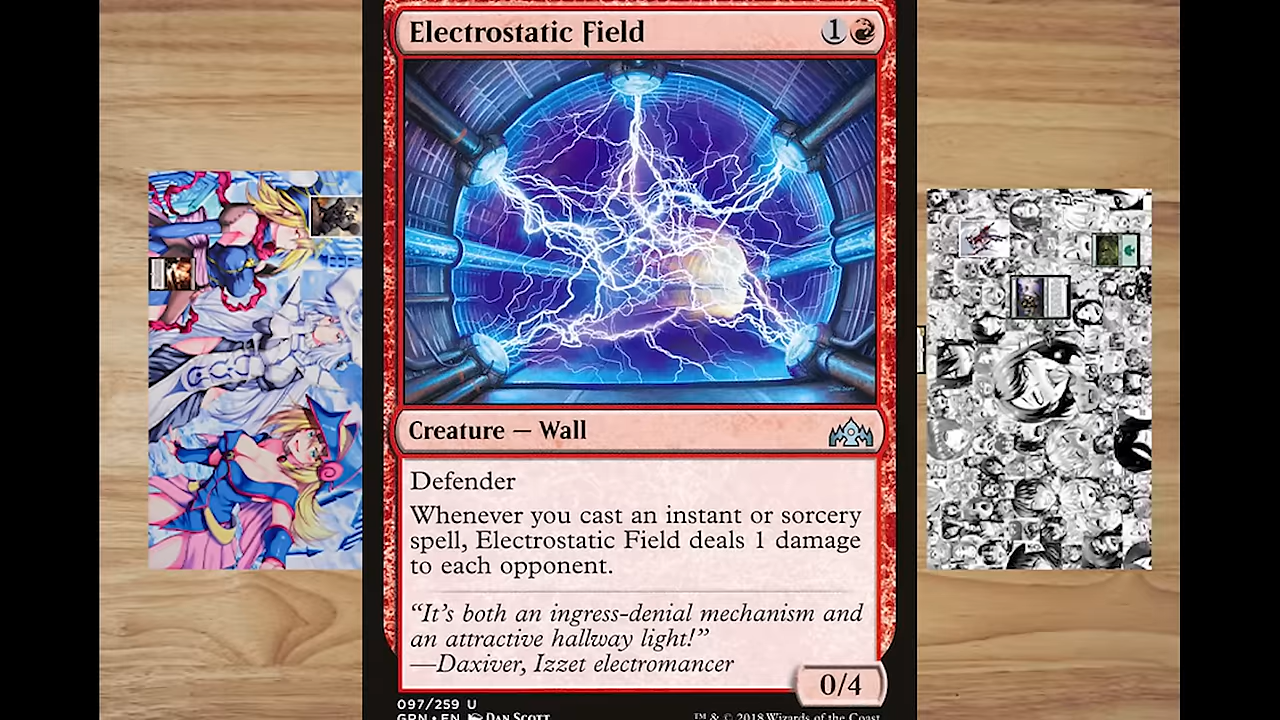 Electrostatic Field 1
Creature — Wall
Defender
Whenever you cast an instant or sorcery
spell, Electrostatic Field deals 1 damage
to each opponent.
“It’s both an ingress-denial mechanism and
an attractive hallway light!”
—Daxiver, Izzet electromancer
0/4
097/259 U
GRN • EN DAN SCOTT
™ & © 2018 Wizards of the Coast